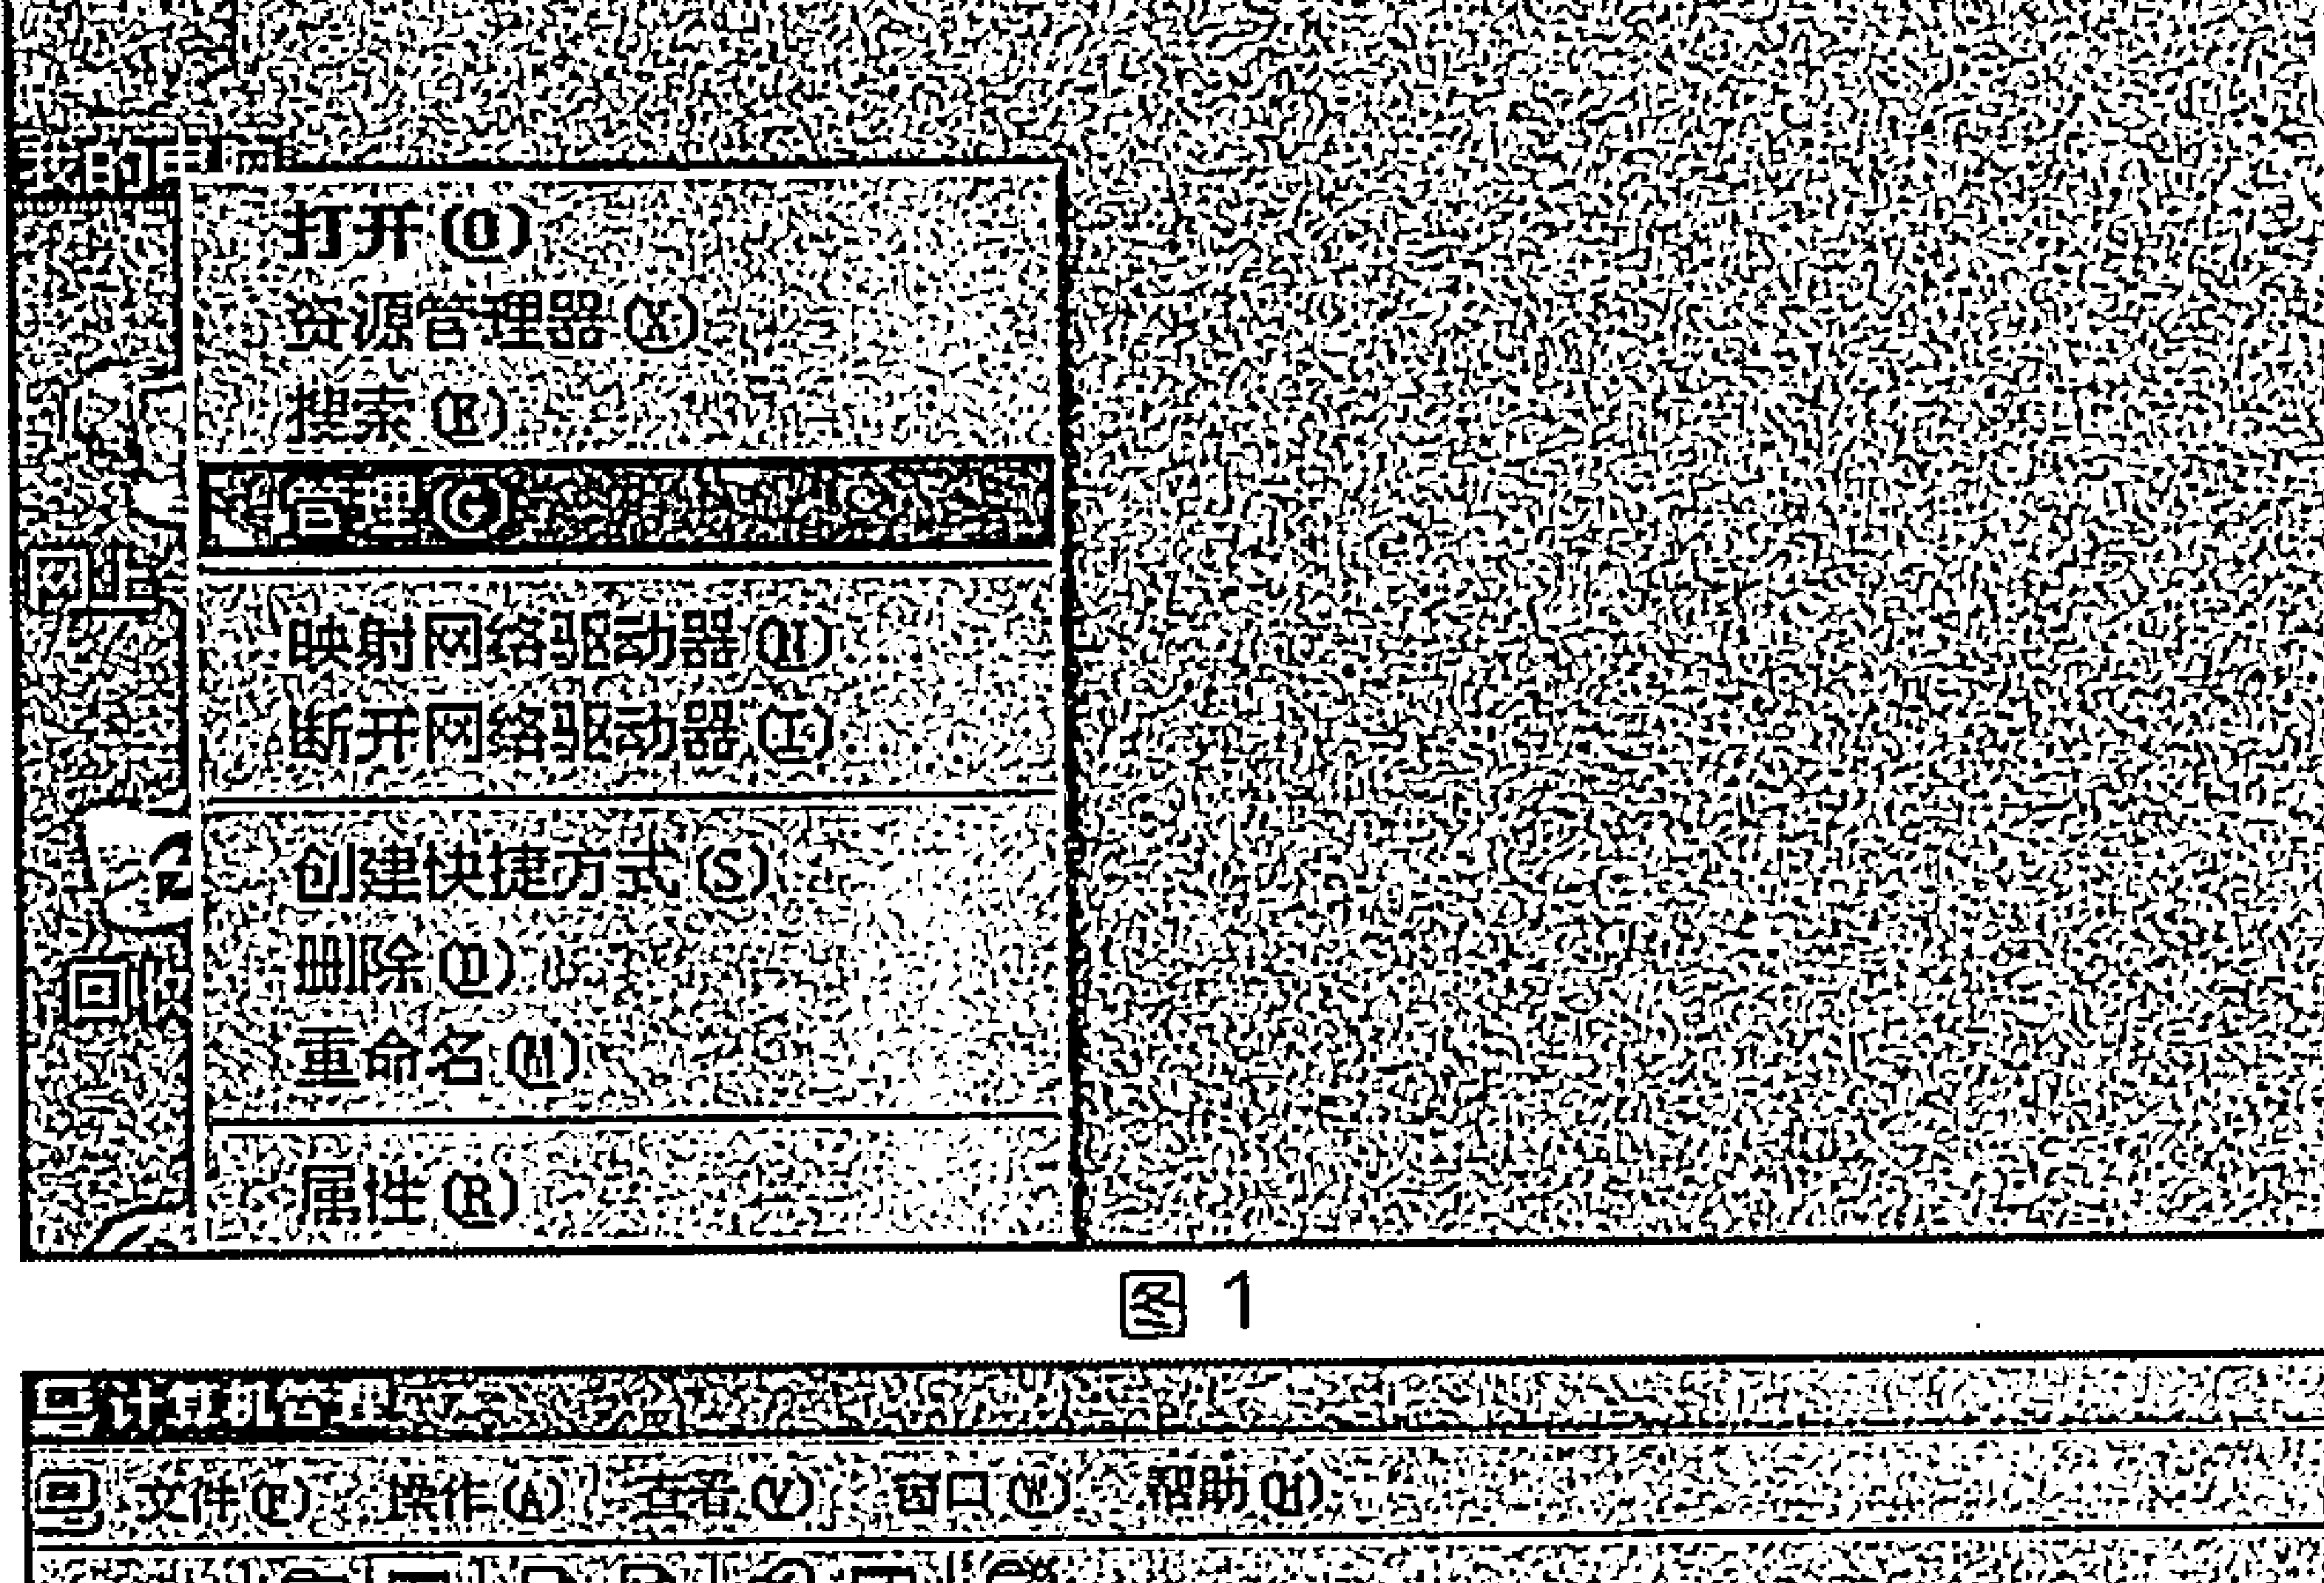 我的电脑
打开(O)
资源管理器(X)
搜索(E)
管理(G)
网上
映射网络驱动器(N)
断开网络驱动器(I)
创建快捷方式(S)
删除(D)
回收
重命名(M)
属性(R)
图 1
计算机管理
文件(F) 操作(A) 查看(V) 窗口(W) 帮助(H)